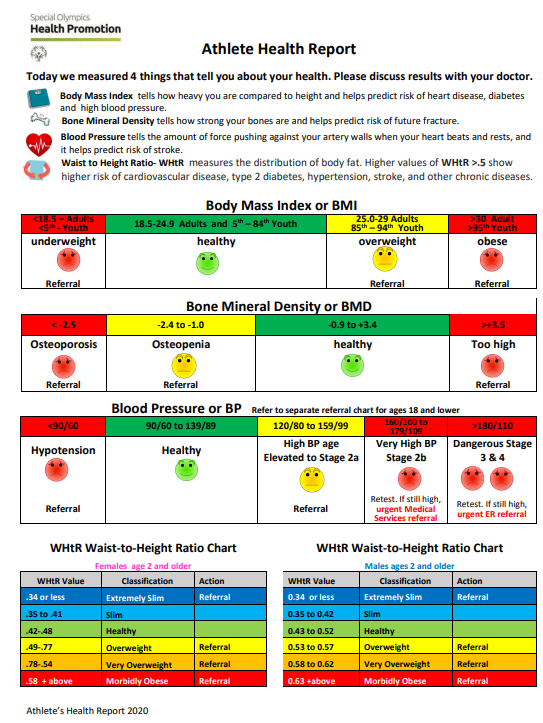 Special Olympics
Health Promotion
Athlete Health Report
Today we measured 4 things that tell you about your health. Please discuss results with your doctor.
Body Mass Index tells how heavy you are compared to height and helps predict risk of heart disease, diabetes
and high blood pressure.
Bone Mineral Density tells how strong your bones are and helps predict risk of future fracture.
Blood Pressure tells the amount of force pushing against your artery walls when your heart beats and rests, and
it helps predict risk of stroke.
Waist to Height Ratio- WHtR measures the distribution of body fat. Higher values of WHtR >.5 show
higher risk of cardiovascular disease, type 2 diabetes, hypertension, stroke, and other chronic diseases.
Body Mass Index or BMI
<18.5 – Adults
<5th - Youth
18.5-24.9 Adults and 5th – 84th Youth
25.0-29 Adults
85th – 94th Youth
>30 Adult
>95th Youth
underweight healthy overweight obese
Referral Referral Referral
Bone Mineral Density or BMD
< -2.5 -2.4 to -1.0 -0.9 to +3.4 >+3.5
Osteoporosis Osteopenia healthy Too high
Referral Referral Referral
Blood Pressure or BP Refer to separate referral chart for ages 18 and lower
<90/60 90/60 to 139/89 120/80 to 159/99
160/100 to
179/109
>180/110
Hypotension
Healthy
High BP age
Elevated to Stage 2a
Very High BP
Stage 2b
Dangerous Stage
3 & 4
Referral
Referral
Retest. If still high,
urgent Medical
Services referral
Retest. If still high,
urgent ER referral
WHtR Waist-to-Height Ratio Chart
Females age 2 and older
WHtR Value Classification Action
.34 or less Extremely Slim Referral
.35 to .41 Slim
.42-.48 Healthy
.49-.77 Overweight Referral
.78-.54 Very Overweight Referral
.58 + above Morbidly Obese Referral
WHtR Waist-to-Height Ratio Chart
Males ages 2 and older
WHtR Value Classification Action
0.34 or less Extremely Slim Referral
0.35 to 0.42 Slim
0.43 to 0.52 Healthy
0.53 to 0.57 Overweight Referral
0.58 to 0.62 Very Overweight Referral
0.63 +above Morbidly Obese Referral
Athlete's Health Report 2020